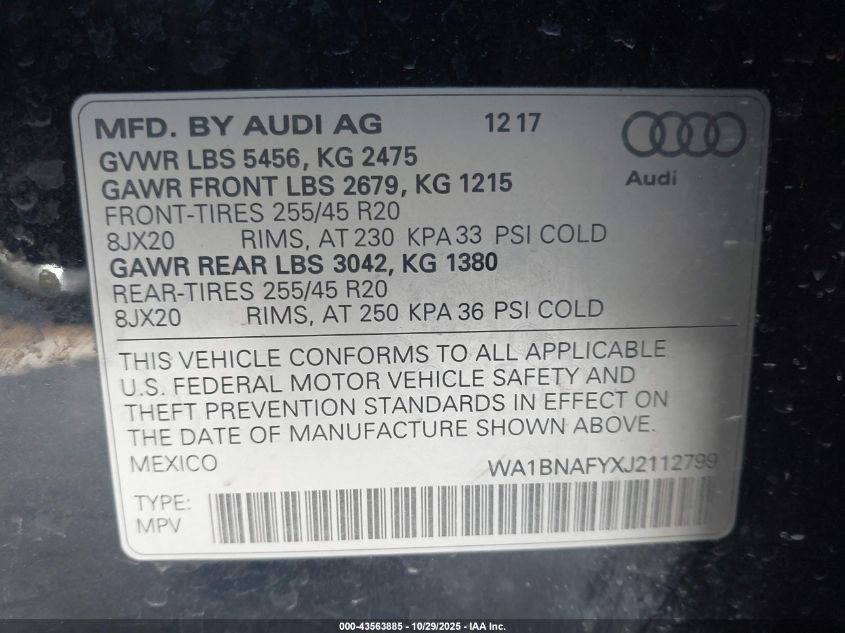 MFD. BY AUDI AG 12 17
GVWR LBS 5456, KG 2475
GAWR FRONT LBS 2679, KG 1215
Audi
FRONT-TIRES 255/45 R20
8JX20 RIMS, AT 230 KPA 33 PSI COLD
GAWR REAR LBS 3042, KG 1380
REAR-TIRES 255/45 R20
8JX20 RIMS, AT 250 KPA 36 PSI COLD
THIS VEHICLE CONFORMS TO ALL APPLICABLE
U.S. FEDERAL MOTOR VEHICLE SAFETY AND
THEFT PREVENTION STANDARDS IN EFFECT ON
THE DATE OF MANUFACTURE SHOWN ABOVE.
MEXICO WA1BNAFYXJ2112799
TYPE:
MPV
000-43563885 - 10/29/2025 - IAA Inc.